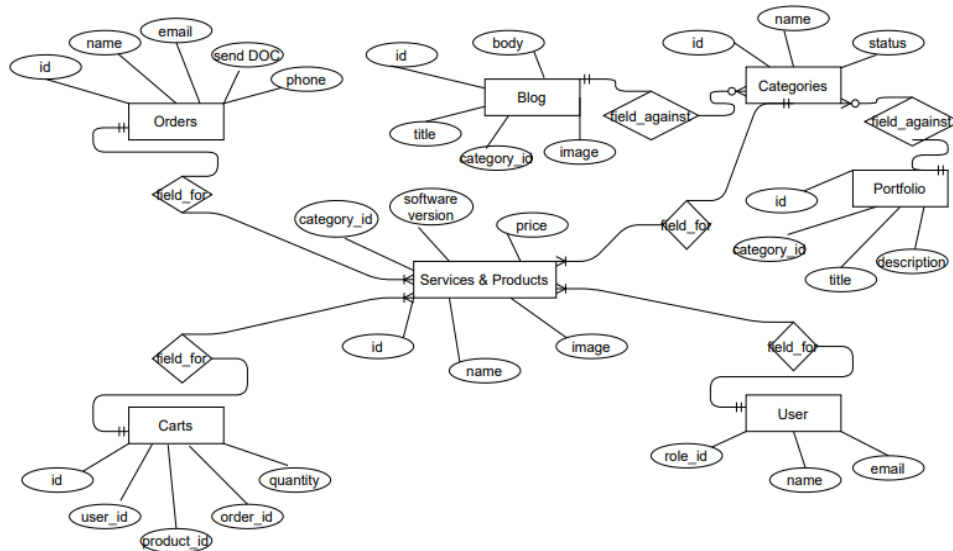 email
name
send DOC
id
phone
Orders
field_for
body
id
Blog
title
category_id
image
field_against
name
id
status
Categories
field_against
Portfolio
id
category_id
title
description
field_for
software
version
category_id
price
Services & Products
id
name
image
field_for
Carts
id
user_id
product_id
order_id
quantity
field_for
User
role_id
name
email